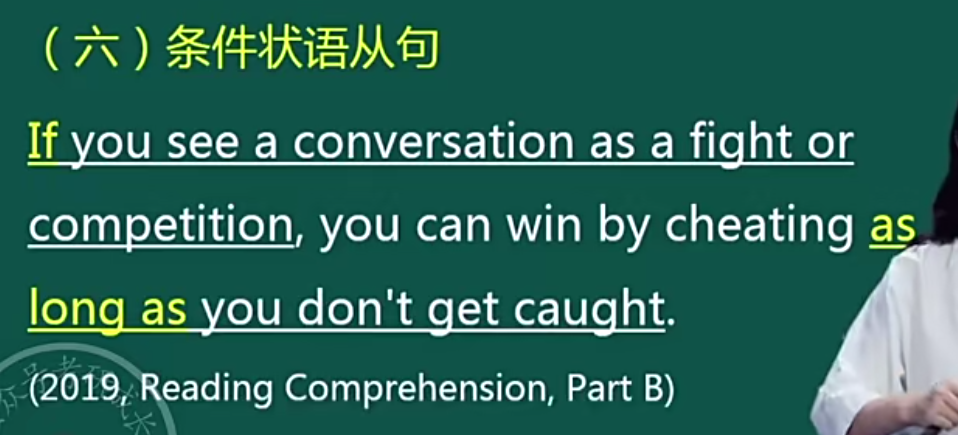 （六）条件状语从句
If you see a conversation as a fight or
competition, you can win by cheating as
long as you don't get caught.
(2019, Reading Comprehension, Part B)